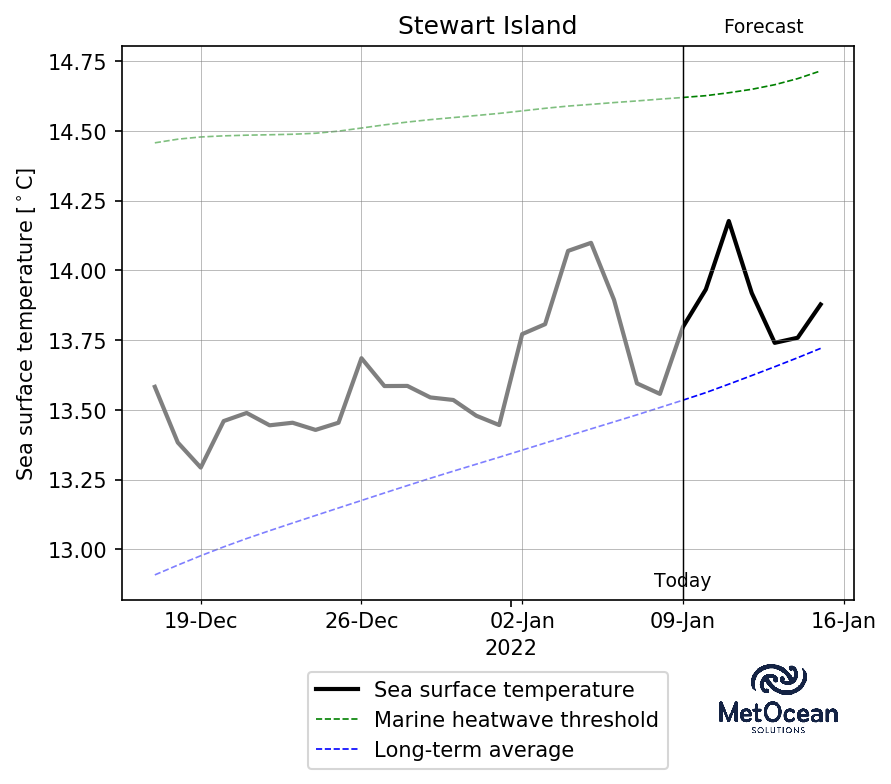 Stewart Island
Forecast
14.75
14.50
14.25
14.00
13.75
13.50
13.25
13.00
Sea surface temperature [°C]
Today
19-Dec
26-Dec
02-Jan
09-Jan
16-Jan
2022
Sea surface temperature
Marine heatwave threshold
Long-term average
MetOcean
SOLUTIONS